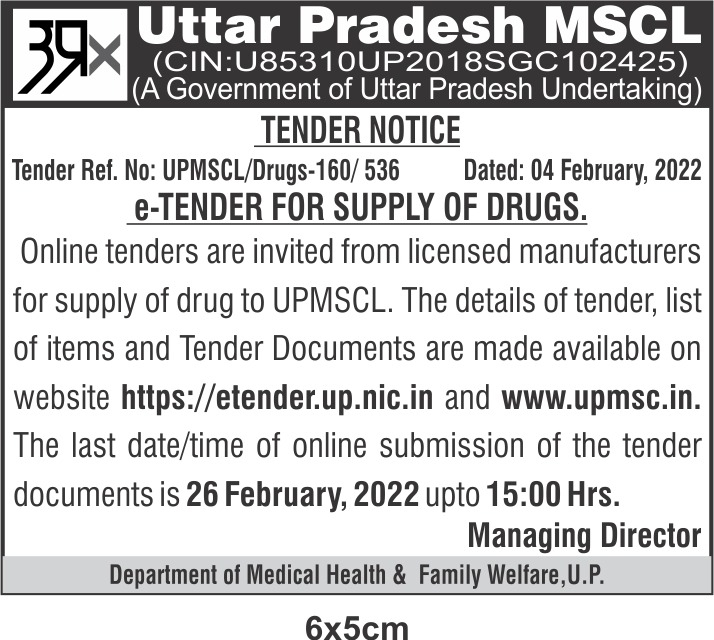 उप्रx
Uttar Pradesh MSCL
(CIN:U85310UP2018SGC102425)
(A Government of Uttar Pradesh Undertaking)
TENDER NOTICE
Tender Ref. No: UPMSCL/Drugs-160/ 536 Dated: 04 February, 2022
e-TENDER FOR SUPPLY OF DRUGS.
Online tenders are invited from licensed manufacturers
for supply of drug to UPMSCL. The details of tender, list
of items and Tender Documents are made available on
website https://etender.up.nic.in and www.upmsc.in.
The last date/time of online submission of the tender
documents is 26 February, 2022 upto 15:00 Hrs.
Managing Director
Department of Medical Health & Family Welfare,U.P.
6x5cm